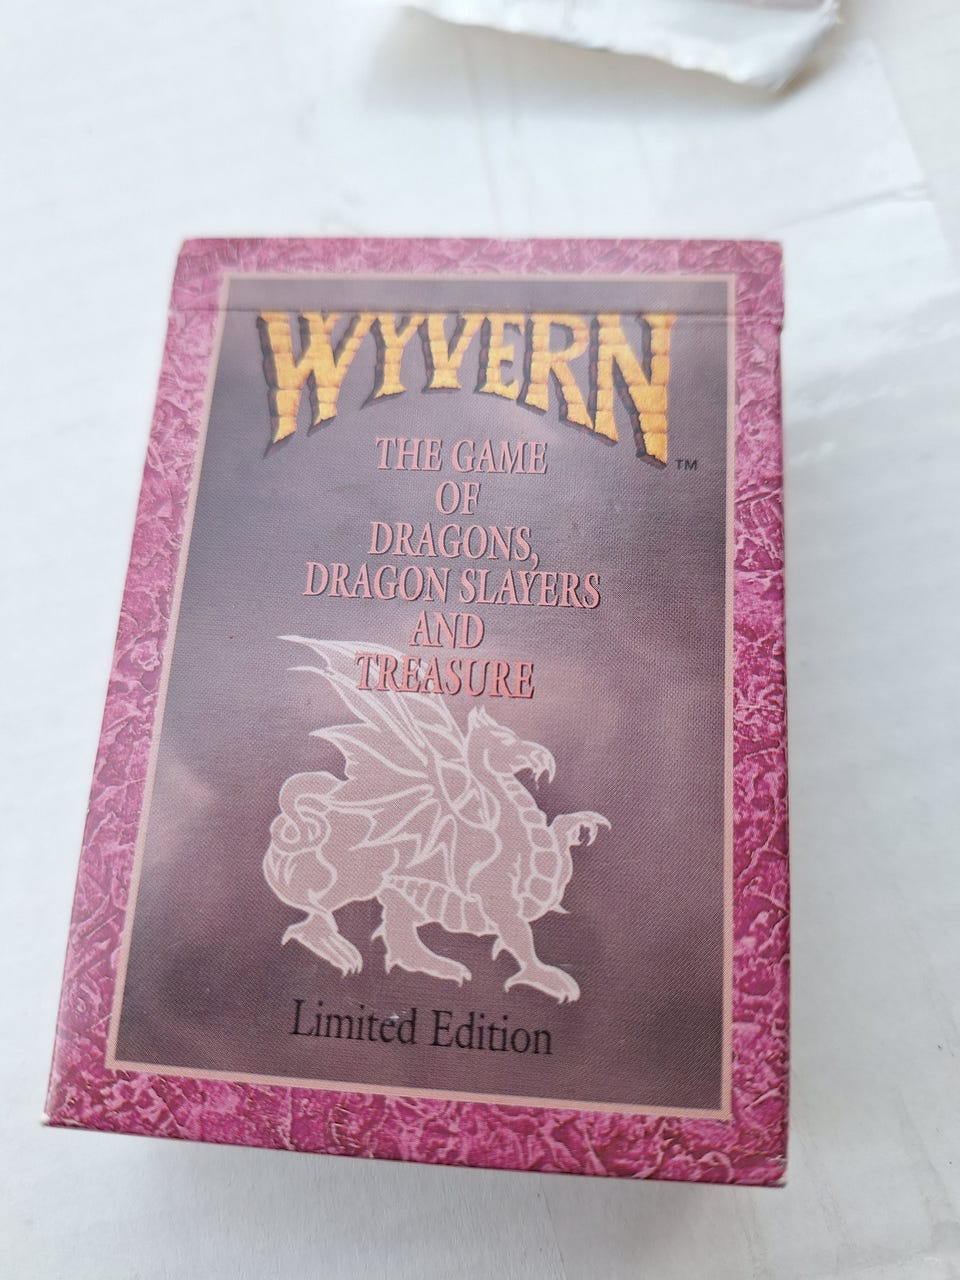 WYVERN
™
THE GAME
OF
DRAGONS,
DRAGON SLAYERS
AND
TREASURE
Limited Edition